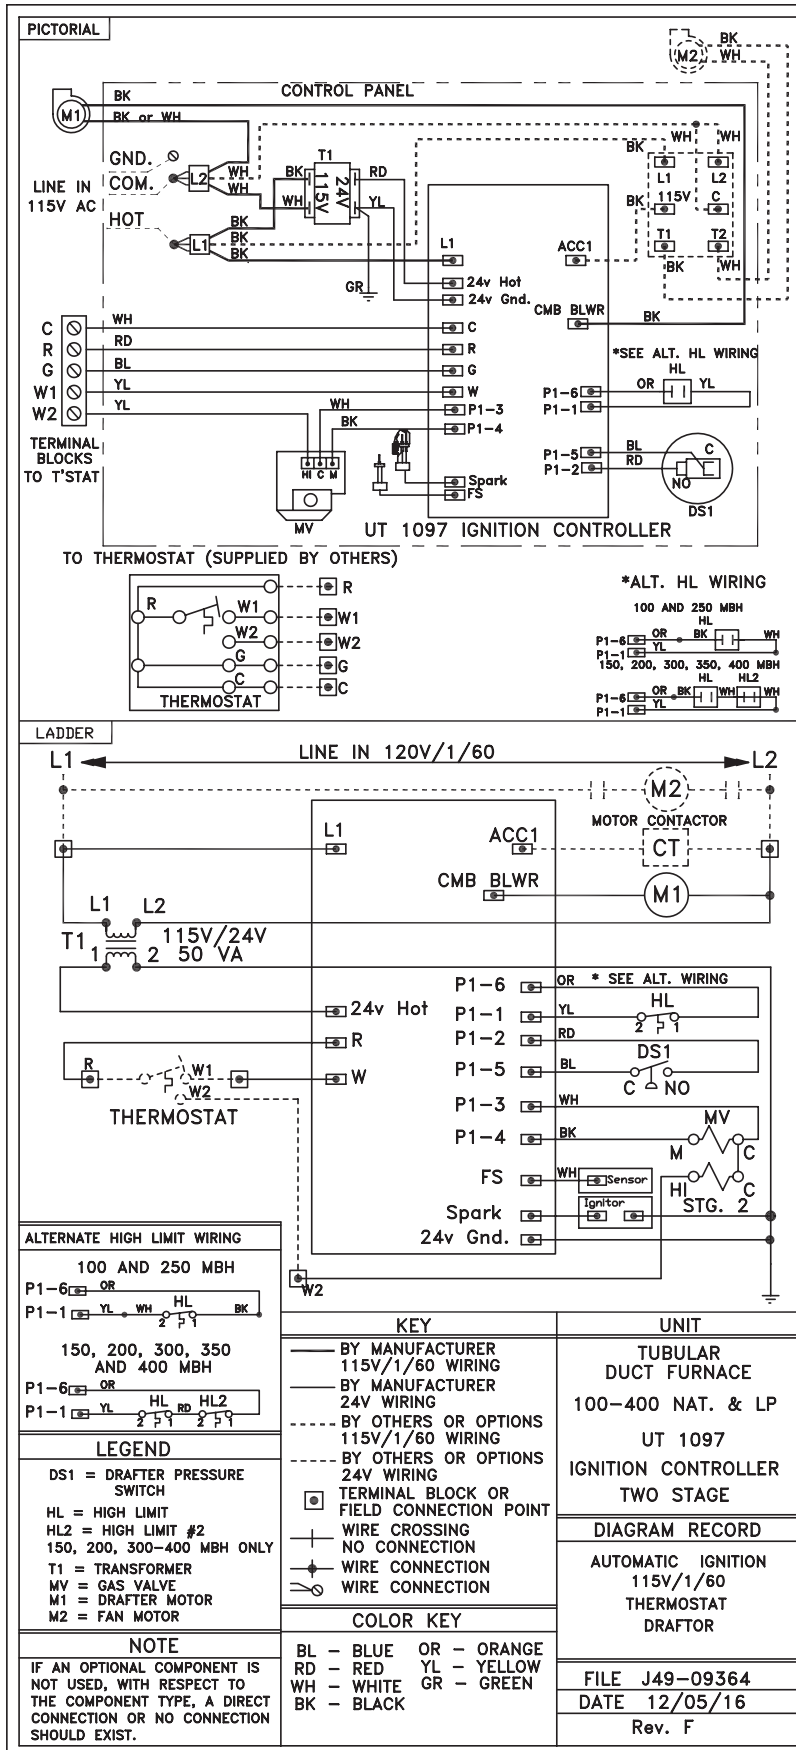 PICTORIAL
BK
WH
M2
CONTROL PANEL
BK
M1
BK or WH
WH
WH
BK
L1
L2
GND.
COM.
L2
WH
WH
LINE IN
115V AC
T1
BK
RD
115V
24V
WH
YL
BK
115V
C
HOT
L1
BK
BK
BK
T1
T2
BK
WH
L1
ACC1
GR
24v Hot
24v Gnd.
CMB BLWR
BK
C
WH
C
R
RD
R
G
BL
G
W1
YL
W
W2
YL
*SEE ALT. HL WIRING
HL
P1-6
OR
YL
P1-1
WH
P1-3
BK
P1-4
TERMINAL
BLOCKS
TO T'STAT
HI C M
MV
Spark
FS
P1-5
BL
C
P1-2
RD
NO
DS1
UT 1097 IGNITION CONTROLLER
TO THERMOSTAT (SUPPLIED BY OTHERS)
R
R
W1
W1
W2
W2
G
G
C
C
THERMOSTAT
*ALT. HL WIRING
100 AND 250 MBH
HL
P1-6
OR
BK
WH
P1-1
YL
150, 200, 300, 350, 400 MBH
HL
HL2
P1-6
OR
BK
WH
WH
P1-1
YL
LADDER
L1
LINE IN 120V/1/60
L2
M2
MOTOR CONTACTOR
L1
ACC1
CT
CMB BLWR
M1
L1
L2
T1
115V/24V
50 VA
1
2
24v Hot
R
R
W1
W
W2
THERMOSTAT
P1-6
OR
* SEE ALT. WIRING
P1-1
YL
HL
2
1
P1-2
RD
DS1
P1-5
BL
C
NO
P1-3
WH
MV
P1-4
BK
M
C
FS
WH
Sensor
HI
C
STG. 2
Spark
Ignitor
24v Gnd.
W2
ALTERNATE HIGH LIMIT WIRING
100 AND 250 MBH
P1-6
OR
P1-1
YL
WH
HL
BK
2
1
150, 200, 300, 350
AND 400 MBH
P1-6
OR
P1-1
YL
HL
RD
HL2
2
1
2
1
LEGEND
DS1 = DRAFTER PRESSURE
SWITCH
HL = HIGH LIMIT
HL2 = HIGH LIMIT #2
150, 200, 300-400 MBH ONLY
T1 = TRANSFORMER
MV = GAS VALVE
M1 = DRAFTER MOTOR
M2 = FAN MOTOR
NOTE
IF AN OPTIONAL COMPONENT IS
NOT USED, WITH RESPECT TO
THE COMPONENT TYPE, A DIRECT
CONNECTION OR NO CONNECTION
SHOULD EXIST.
KEY
BY MANUFACTURER
115V/1/60 WIRING
BY MANUFACTURER
24V WIRING
BY OTHERS OR OPTIONS
115V/1/60 WIRING
BY OTHERS OR OPTIONS
24V WIRING
TERMINAL BLOCK OR
FIELD CONNECTION POINT
WIRE CROSSING
NO CONNECTION
WIRE CONNECTION
WIRE CONNECTION
COLOR KEY
BL - BLUE OR - ORANGE
RD - RED YL - YELLOW
WH - WHITE GR - GREEN
BK - BLACK
UNIT
TUBULAR
DUCT FURNACE
100-400 NAT. & LP
UT 1097
IGNITION CONTROLLER
TWO STAGE
DIAGRAM RECORD
AUTOMATIC IGNITION
115V/1/60
THERMOSTAT
DRAFTOR
FILE J49-09364
DATE 12/05/16
Rev. F